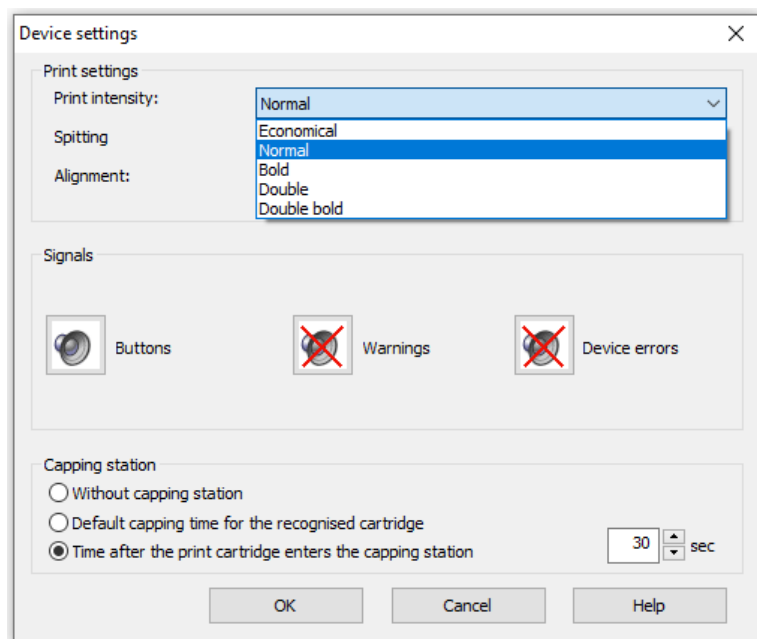 Device settings
Print settings
Print intensity:
Normal
Economical
Spitting
Normal
Bold
Alignment:
Double
Double bold
Signals
Buttons
Warnings
Device errors
Capping station
Without capping station
Default capping time for the recognised cartridge
Time after the print cartridge enters the capping station
30 sec
OK
Cancel
Help